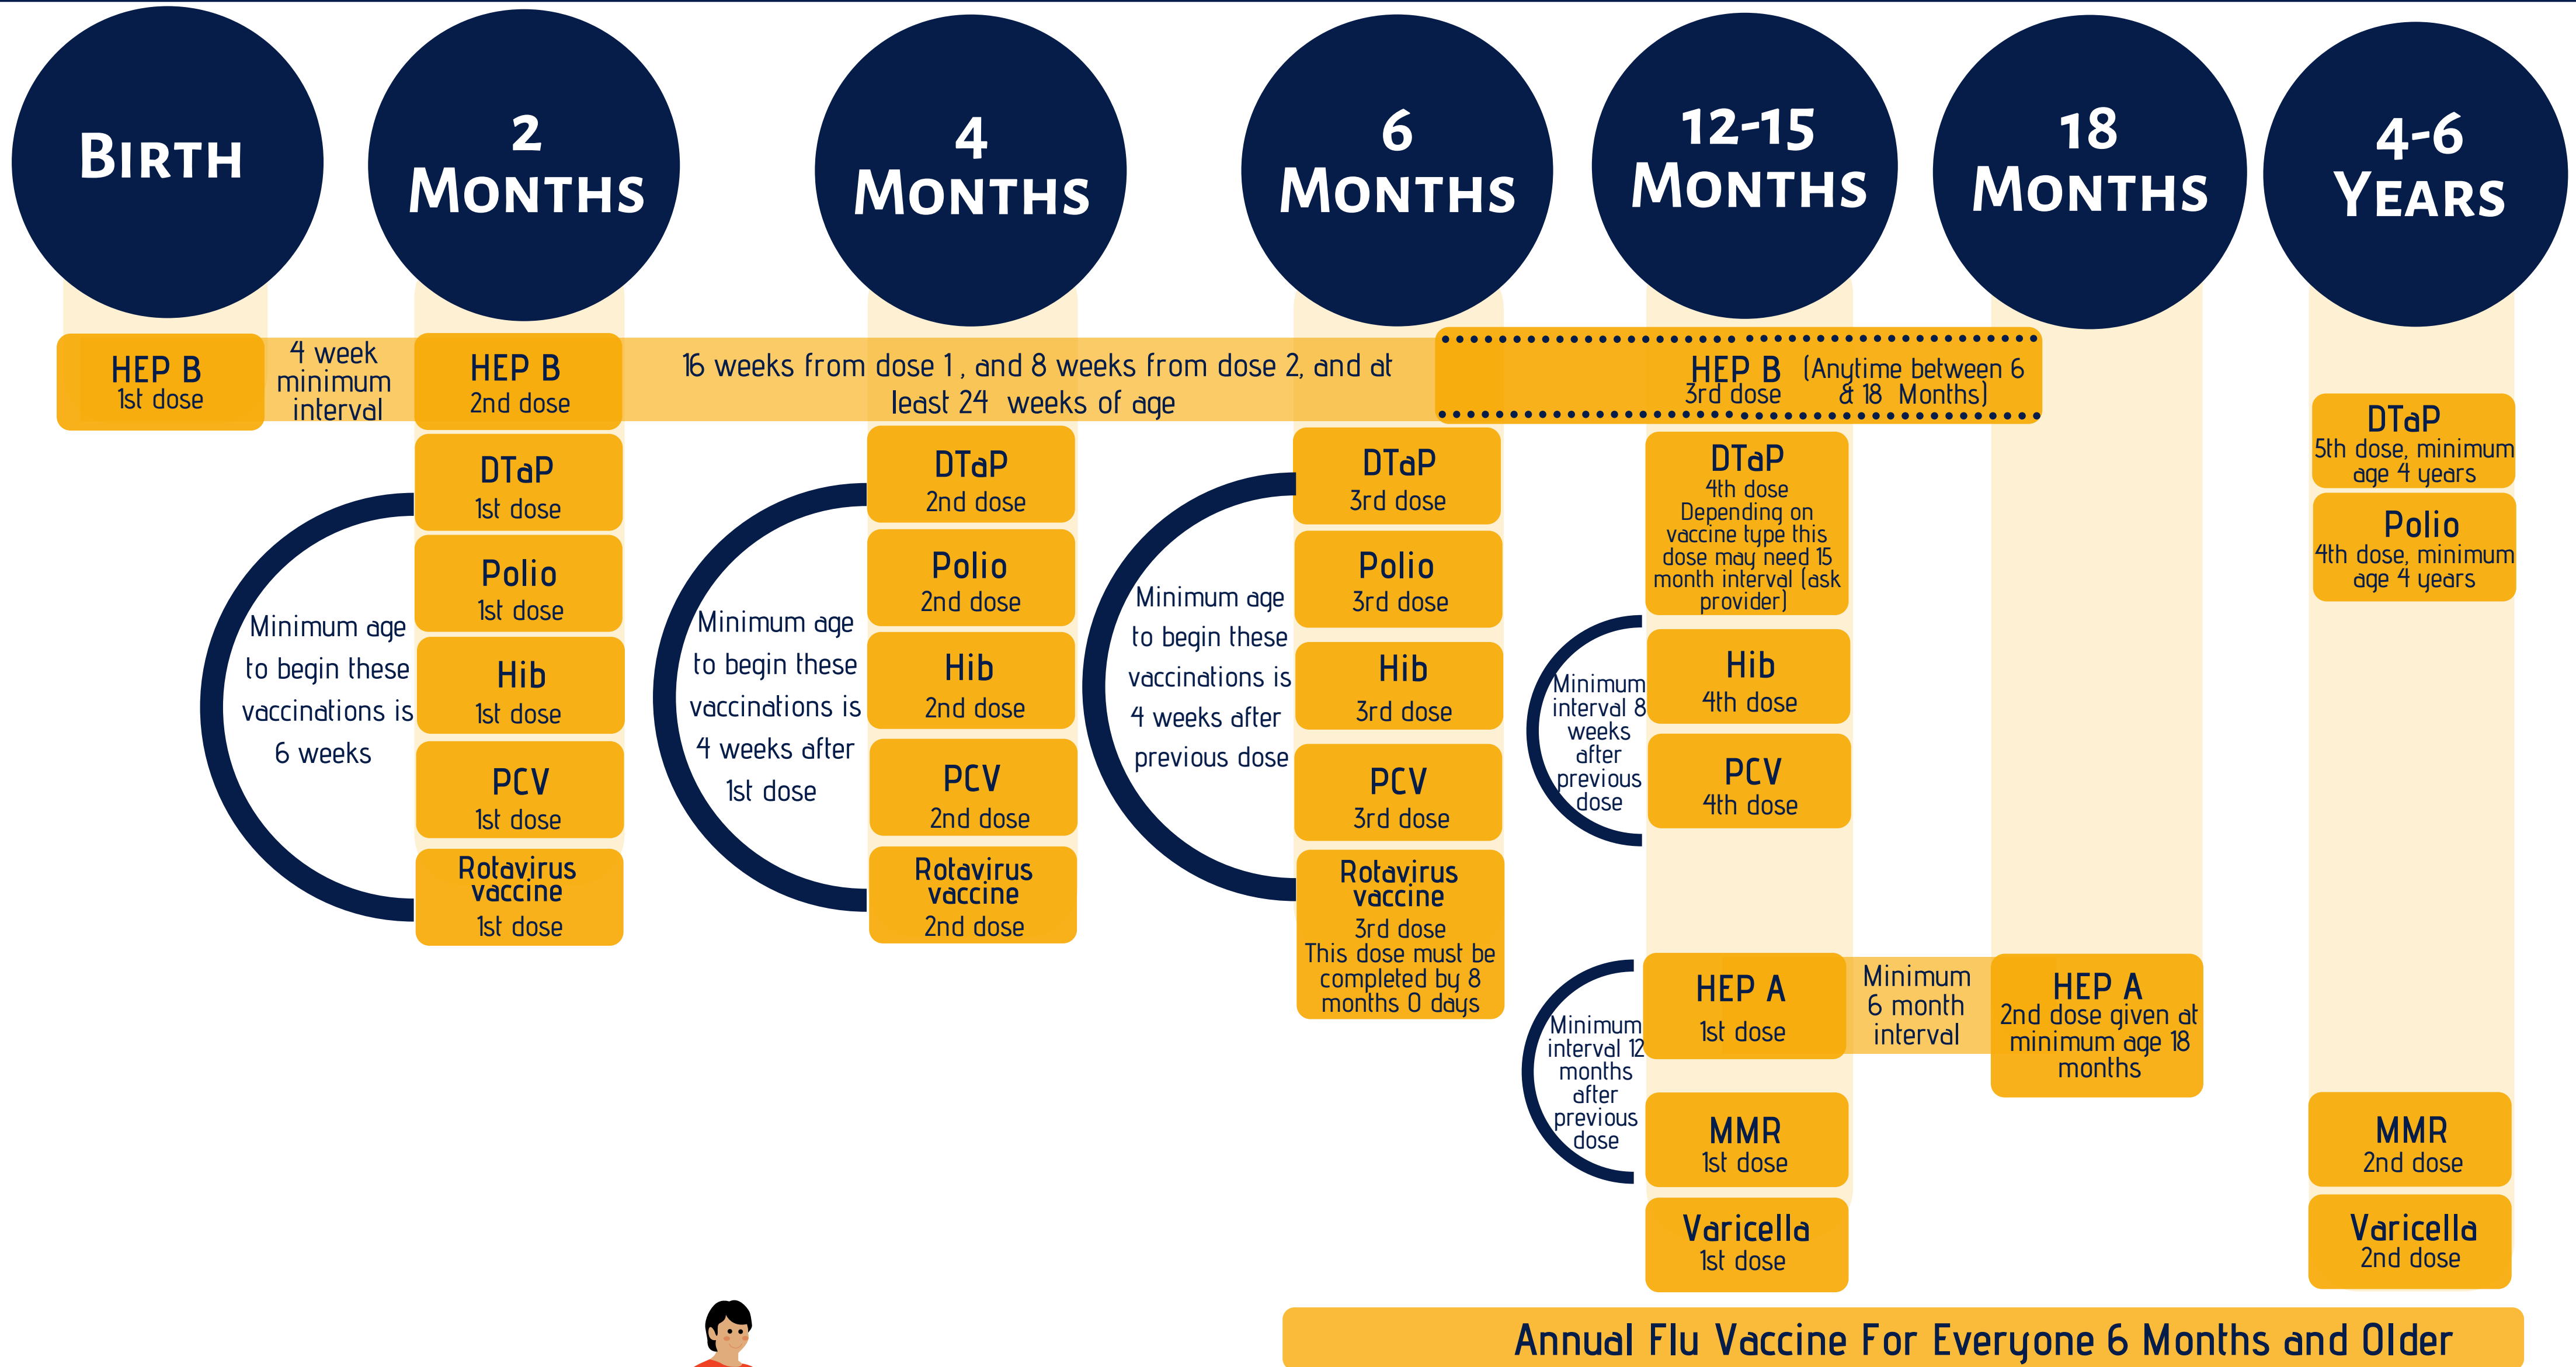 BIRTH
2
MONTHS
4
MONTHS
6
MONTHS
12-15
MONTHS
18
MONTHS
4-6
YEARS
HEP B
1st dose
4 week
minimum
interval
HEP B
2nd dose
16 weeks from dose 1, and 8 weeks from dose 2, and at
least 24 weeks of age
HEP B
3rd dose
(Anytime between 6
& 18 Months)
Minimum age
to begin these
vaccinations is
6 weeks
DTaP
1st dose
Polio
1st dose
Hib
1st dose
PCV
1st dose
Rotavirus
vaccine
1st dose
Minimum age
to begin these
vaccinations is
4 weeks after
1st dose
DTaP
2nd dose
Polio
2nd dose
Hib
2nd dose
PCV
2nd dose
Rotavirus
vaccine
2nd dose
Minimum age
to begin these
vaccinations is
4 weeks after
previous dose
DTaP
3rd dose
Polio
3rd dose
Hib
3rd dose
PCV
3rd dose
Rotavirus
vaccine
3rd dose
This dose must be
completed by 8
months 0 days
DTaP
4th dose
Depending on
vaccine type this
dose may need 15
month interval (ask
provider)
Minimum
interval 8
weeks
after
previous
dose
Hib
4th dose
PCV
4th dose
Minimum
interval 12
months
after
previous
dose
HEP A
1st dose
MMR
1st dose
Varicella
1st dose
Minimum
6 month
interval
HEP A
2nd dose given at
minimum age 18
months
DTaP
5th dose, minimum
age 4 years
Polio
4th dose, minimum
age 4 years
MMR
2nd dose
Varicella
2nd dose
Annual Flu Vaccine For Everyone 6 Months and Older